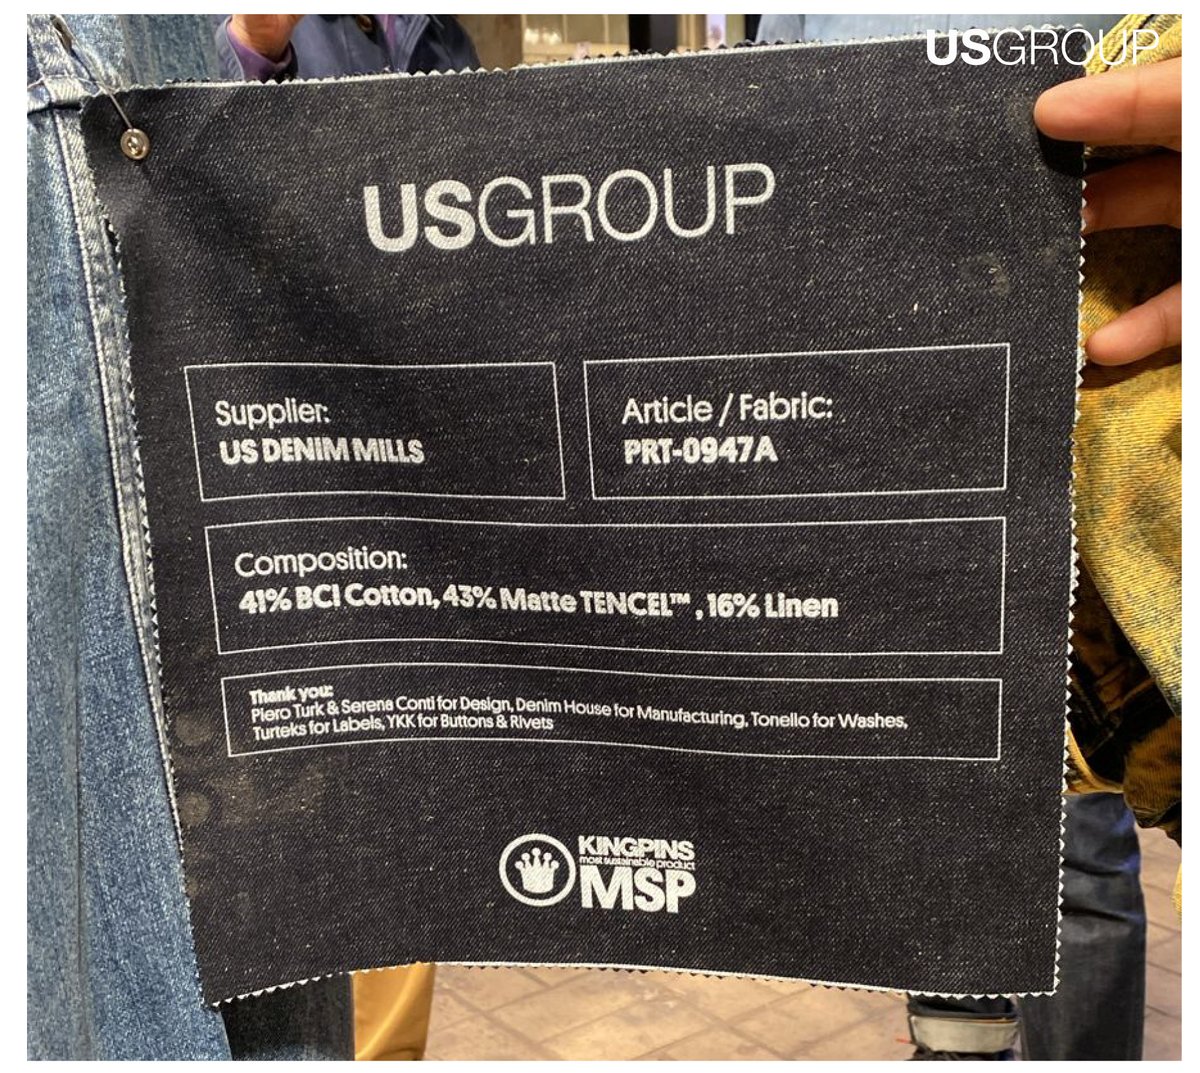 USGROUP
USGROUP
Supplier:
US DENIM MILLS
Article / Fabric:
PRT-0947A
Composition:
41% BCI Cotton, 43% Matte TENCEL™ , 16% Linen
Thank you:
Piero Turk & Serena Conti for Design, Denim House for Manufacturing, Tonello for Washes,
Turteks for Labels, YKK for Buttons & Rivets
KINGPINS
most sustainable product
MSP